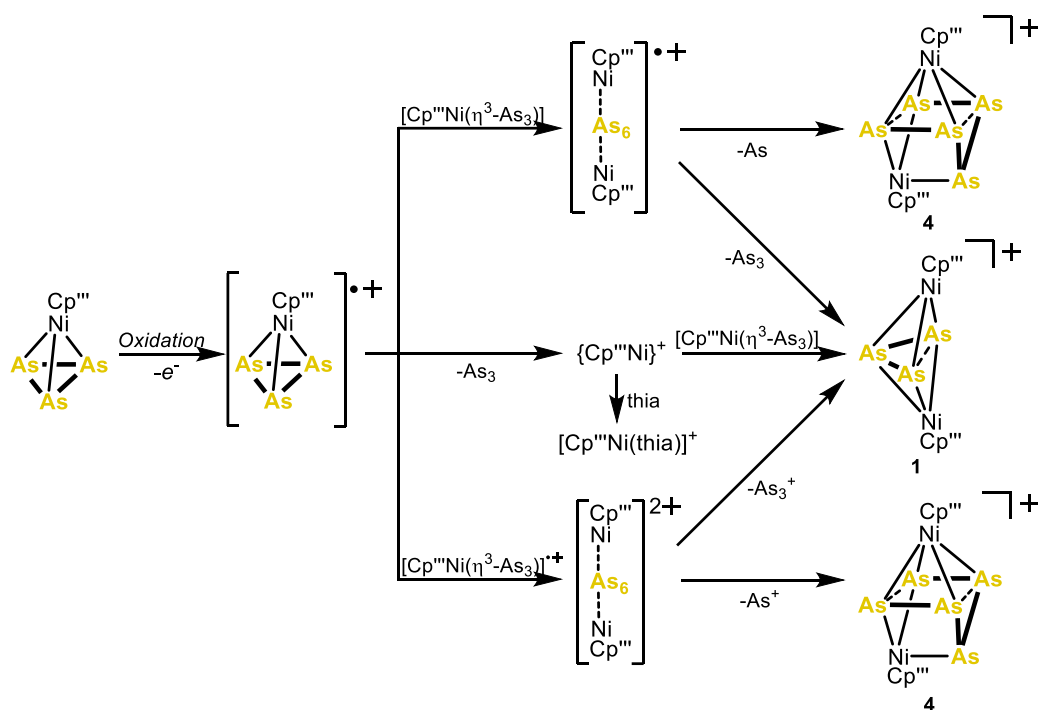 Cp'''
Ni
As
As
As
Oxidation
-e⁻
Cp'''
Ni
As
As
As
•+
[Cp'''Ni(η³-As₃)]
Cp'''
Ni
As₆
Ni
Cp'''
•+
-As
Cp'''
Ni
As
As
As
As
Ni
As
Cp'''
+
4
-As₃
-As₃
{Cp'''Ni}⁺
[Cp'''Ni(η³-As₃)]
thia
[Cp'''Ni(thia)]⁺
Cp'''
Ni
As
As
As
Ni
Cp'''
+
1
[Cp'''Ni(η³-As₃)]•⁺
Cp'''
Ni
As₆
Ni
Cp'''
2+
-As₃⁺
-As⁺
Cp'''
Ni
As
As
As
As
Ni
As
Cp'''
+
4